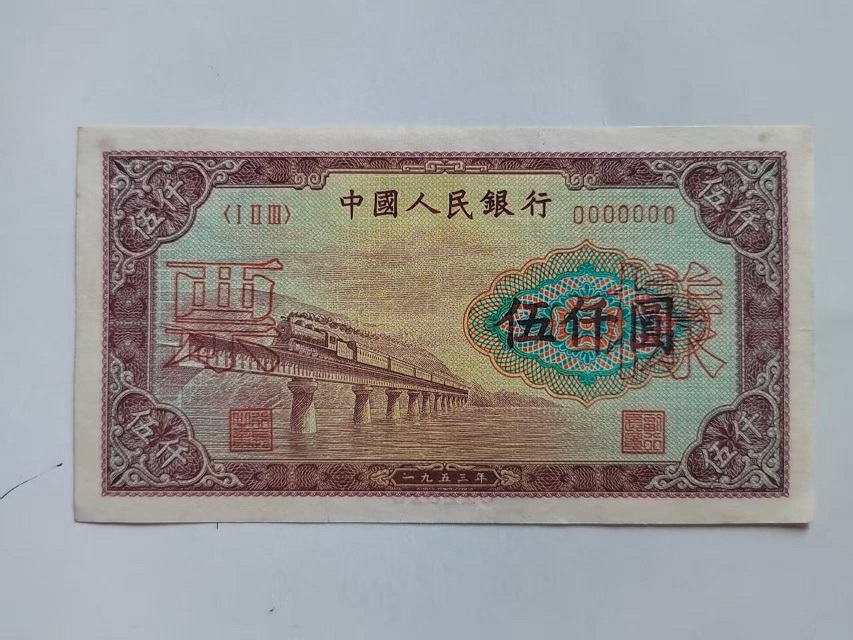 伍仟 伍仟
中國人民銀行
〈I II III〉 0000000
票 樣
伍仟圓
伍仟 伍仟
一九五三年